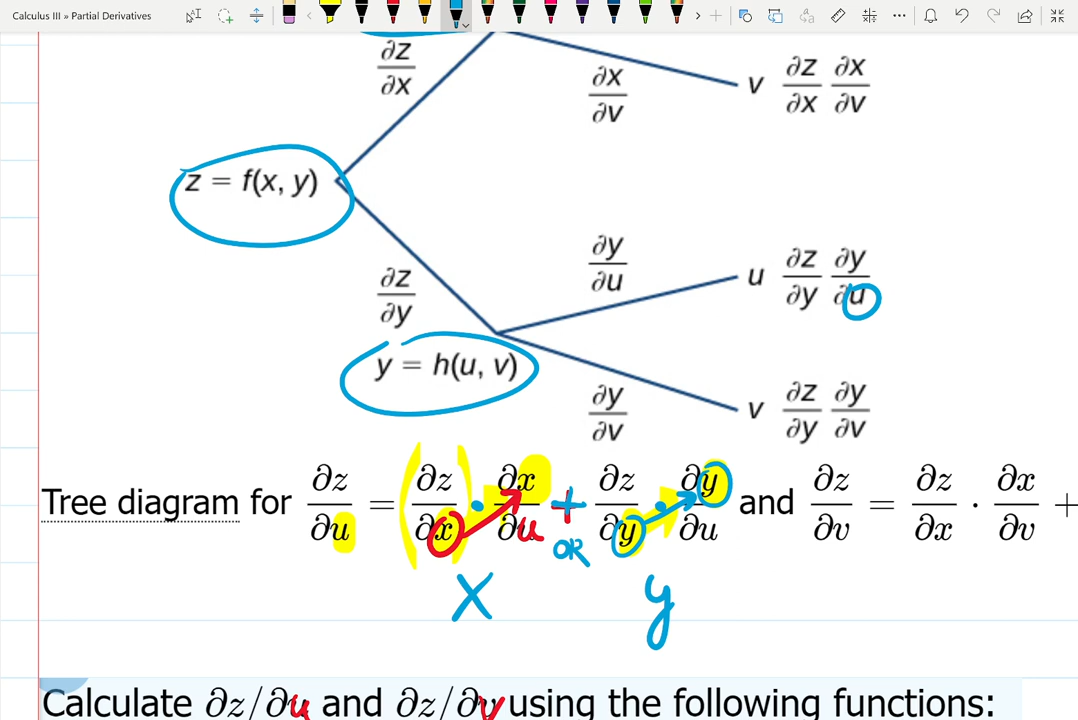 Calculus III » Partial Derivatives
∂z/∂x
∂x/∂v
v ∂z/∂x ∂x/∂v
z = f(x, y)
∂y/∂u
u ∂z/∂y ∂y/∂u
∂z/∂y
y = h(u, v)
∂y/∂v
v ∂z/∂y ∂y/∂v
Tree diagram for ∂z/∂u = (∂z/∂x) · ∂x/∂u + ∂z/∂y · ∂y/∂u and ∂z/∂v = ∂z/∂x · ∂x/∂v +
OR
x y
Calculate ∂z/∂u and ∂z/∂v using the following functions: